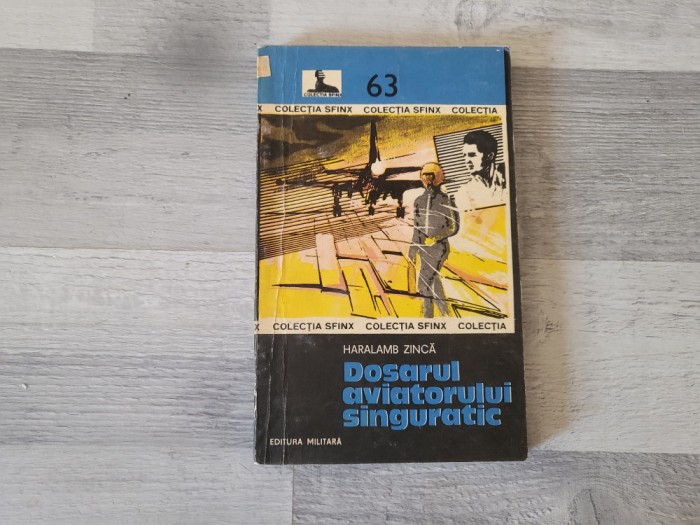 COLECȚIA SFINX
63
X COLECȚIA SFINX COLECȚIA SFINX COLECȚIA
X COLECȚIA SFINX COLECȚIA SFINX COLECȚIA
HARALAMB ZINCĂ
Dosarul
aviatorului
singuratic
EDITURA MILITARĂ